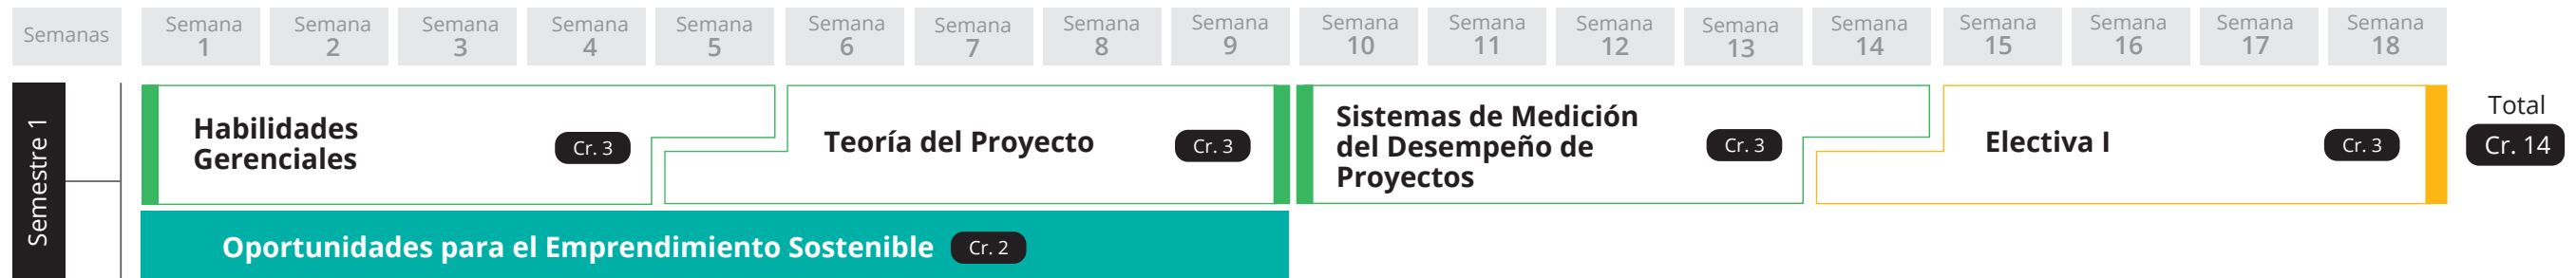 Semanas
Semana
1
Semana
2
Semana
3
Semana
4
Semana
5
Semana
6
Semana
7
Semana
8
Semana
9
Semana
10
Semana
11
Semana
12
Semana
13
Semana
14
Semana
15
Semana
16
Semana
17
Semana
18
Semestre 1
Habilidades
Gerenciales
Cr. 3
Teoría del Proyecto
Cr. 3
Sistemas de Medición
del Desempeño de
Proyectos
Cr. 3
Electiva I
Cr. 3
Total
Cr. 14
Oportunidades para el Emprendimiento Sostenible
Cr. 2